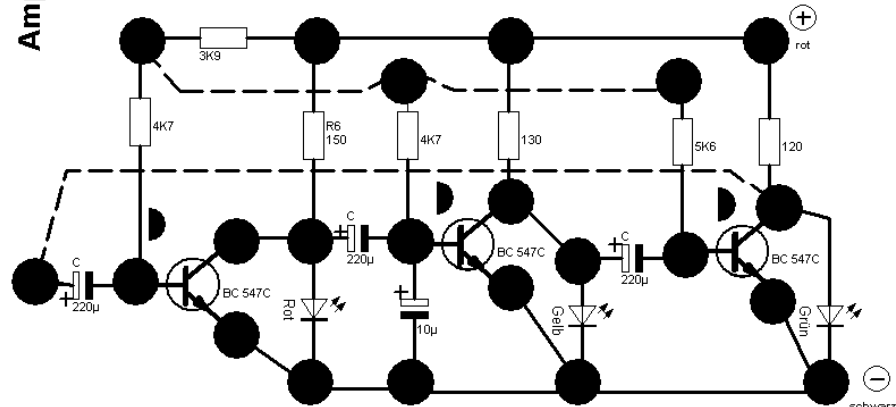 Am
+
rot
3K9
4K7
R6
150
4K7
130
5K6
120
C
+
220µ
BC 547C
Rot
C
+
220µ
+
10µ
BC 547C
Gelb
C
+
220µ
BC 547C
Grün
−
schwarz